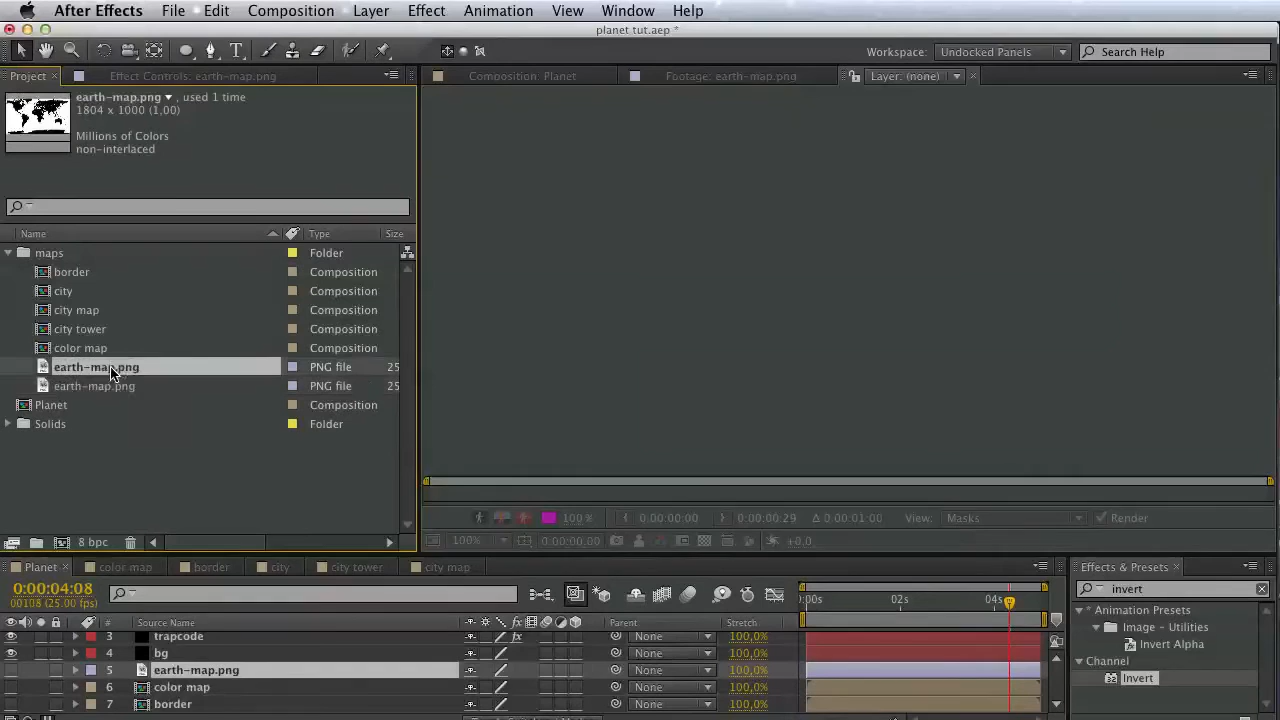 After Effects File Edit Composition Layer Effect Animation View Window Help
planet tut.aep *
Workspace: Undocked Panels Search Help
Project Effect Controls: earth-map.png Composition: Planet Footage: earth-map.png Layer: (none)
earth-map.png , used 1 time
1804 x 1000 (1,00)
Millions of Colors
non-interlaced
Name Type Size
maps Folder
border Composition
city Composition
city map Composition
city tower Composition
color map Composition
earth-map.png PNG file 25
earth-map.png PNG file 25
Planet Composition
Solids Folder
100% 0:00:00:00 0:00:00:29 Δ 0:00:01:00 View: Masks Render
8 bpc 100% 0:00:00:00 +0,0
Planet color map border city city tower city map Effects & Presets
0:00:04:08 invert
00108 (25.00 fps) :00s 02s 04s
* Animation Presets
# Source Name Parent Stretch Image - Utilities
3 trapcode None 100,0%
Invert Alpha
4 bg None 100,0%
Channel
5 earth-map.png None 100,0%
Invert
6 color map None 100,0%
7 border None 100,0%